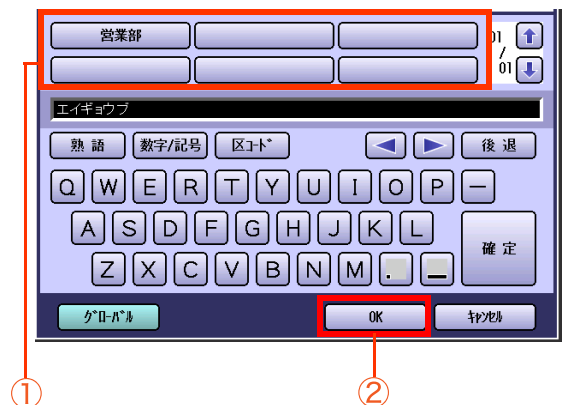 営業部
01
/
01
エイギョウブ
熟 語 数字/記号 区ｺｰﾄﾞ 後 退
Q W E R T Y U I O P ー
A S D F G H J K L
Z X C V B N M . _
確 定
ｸﾞﾛｰﾊﾞﾙ OK ｷｬﾝｾﾙ
① ②